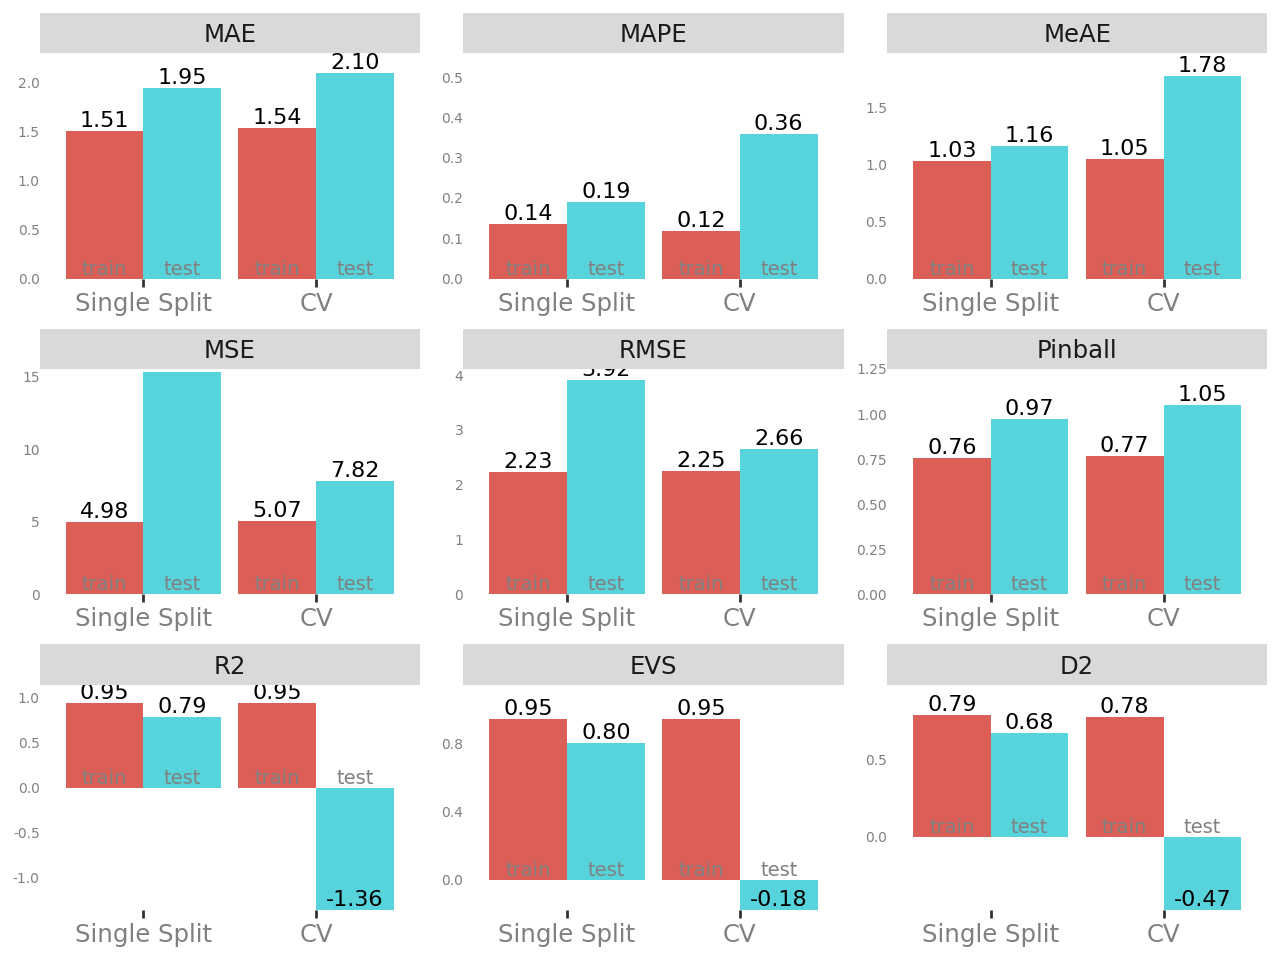 MAE
2.0
1.5
1.0
0.5
0.0
1.51
1.95
1.54
2.10
train
test
train
test
Single Split
CV
MAPE
0.5
0.4
0.3
0.2
0.1
0.0
0.14
0.19
0.12
0.36
train
test
train
test
Single Split
CV
MeAE
1.5
1.0
0.5
0.0
1.03
1.16
1.05
1.78
train
test
train
test
Single Split
CV
MSE
15
10
5
0
4.98
5.07
7.82
train
test
train
test
Single Split
CV
RMSE
4
3
2
1
0
2.23
3.92
2.25
2.66
train
test
train
test
Single Split
CV
Pinball
1.25
1.00
0.75
0.50
0.25
0.00
0.76
0.97
0.77
1.05
train
test
train
test
Single Split
CV
R2
1.0
0.5
0.0
-0.5
-1.0
0.95
0.79
0.95
-1.36
train
test
train
test
Single Split
CV
EVS
0.8
0.4
0.0
0.95
0.80
0.95
-0.18
train
test
train
test
Single Split
CV
D2
0.5
0.0
0.79
0.68
0.78
-0.47
train
test
train
test
Single Split
CV